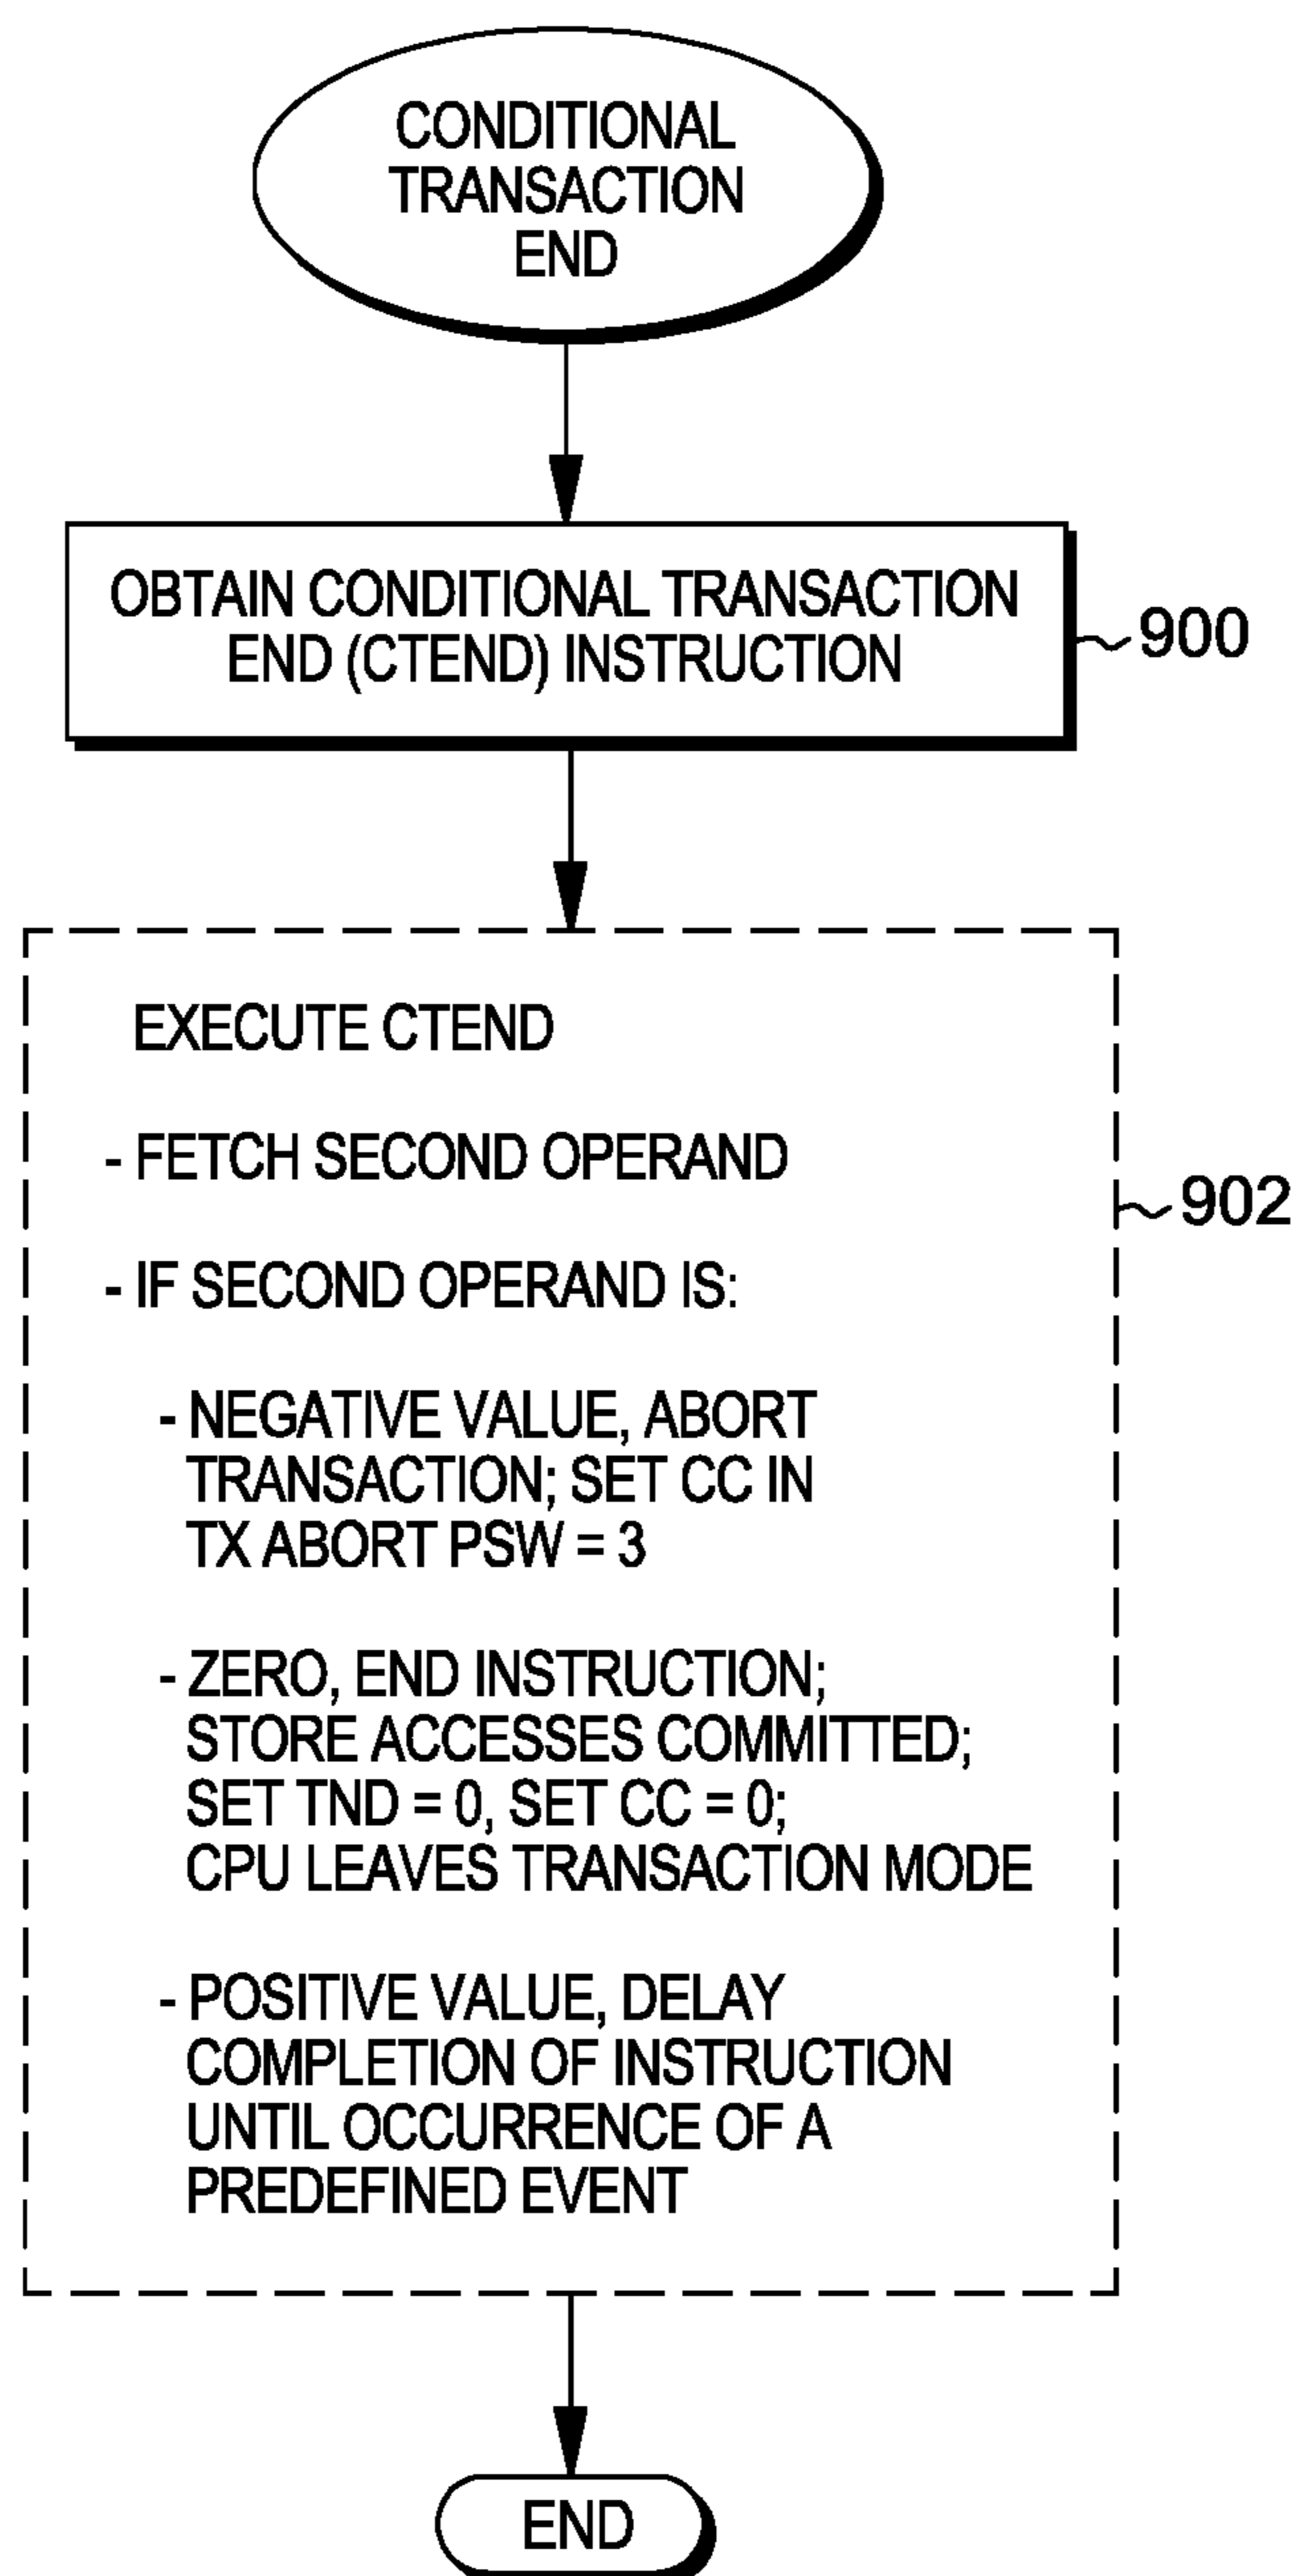 CONDITIONAL
TRANSACTION
END
OBTAIN CONDITIONAL TRANSACTION
END (CTEND) INSTRUCTION
900
EXECUTE CTEND
- FETCH SECOND OPERAND
902
- IF SECOND OPERAND IS:
- NEGATIVE VALUE, ABORT
TRANSACTION; SET CC IN
TX ABORT PSW = 3
- ZERO, END INSTRUCTION;
STORE ACCESSES COMMITTED;
SET TND = 0, SET CC = 0;
CPU LEAVES TRANSACTION MODE
- POSITIVE VALUE, DELAY
COMPLETION OF INSTRUCTION
UNTIL OCCURRENCE OF A
PREDEFINED EVENT
END